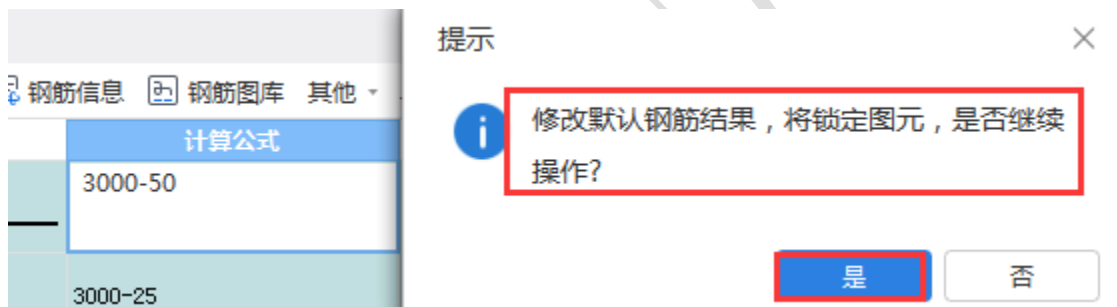 提示
钢筋信息 钢筋图库 其他
计算公式
修改默认钢筋结果，将锁定图元，是否继续
操作?
3000-50
是 否
3000-25